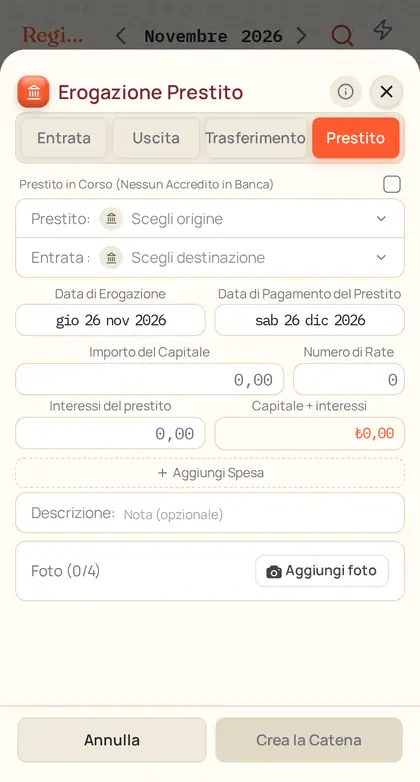 Regi...
Novembre 2026
Erogazione Prestito
Entrata
Uscita
Trasferimento
Prestito
Prestito in Corso (Nessun Accredito in Banca)
Prestito: Scegli origine
Entrata : Scegli destinazione
Data di Erogazione
Data di Pagamento del Prestito
gio 26 nov 2026
sab 26 dic 2026
Importo del Capitale
Numero di Rate
0,00
0
Interessi del prestito
Capitale + interessi
0,00
₺0,00
+ Aggiungi Spesa
Descrizione: Nota (opzionale)
Foto (0/4)
Aggiungi foto
Annulla
Crea la Catena